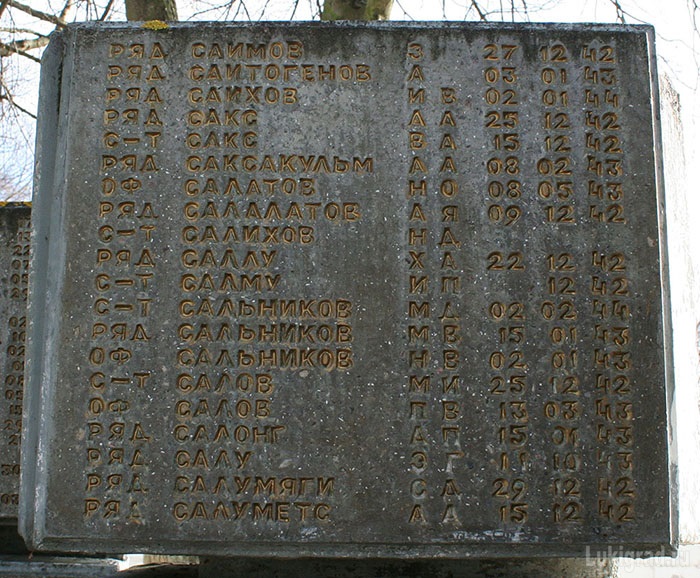 РЯД САИМОВ З 27 12 42
РЯД САИТОГЕНОВ А 03 01 43
РЯД САИХОВ И В 02 01 44
РЯД САКС А А 25 12 42
С-Т САКС В А 15 12 42
РЯД САКСАКУЛЬМ А А 08 02 43
ОФ САЛАТОВ Н О 08 05 43
РЯД САЛАЛАТОВ А Я 09 12 42
С-Т САЛИХОВ Н Д
РЯД САЛЛУ Х А 22 12 42
С-Т САЛМУ И П 12 42
С-Т САЛЬНИКОВ М Д 02 02 44
РЯД САЛЬНИКОВ М В 15 01 43
ОФ САЛЬНИКОВ Н В 02 01 43
С-Т САЛОВ М И 25 12 42
ОФ САЛОВ П В 13 03 43
РЯД САЛОНГ А П 15 01 43
РЯД САЛУ Э Г 11 10 43
РЯД САЛУМЯГИ С А 29 12 42
РЯД САЛУМЕТС А А 15 12 42
Lukigrad.ru